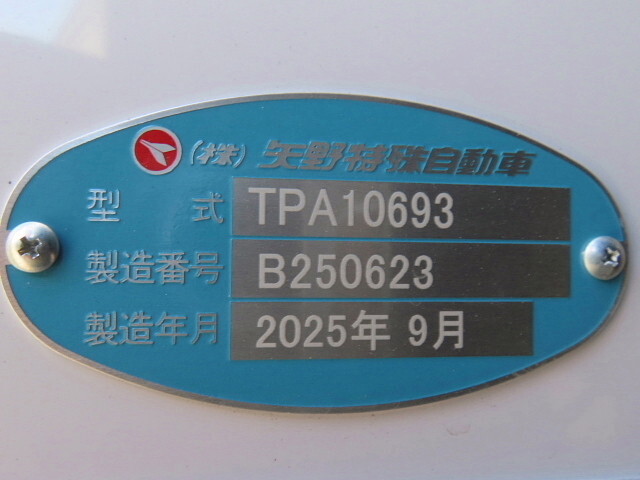 (株)矢野特殊自動車
型式 TPA10693
製造番号 B250623
製造年月 2025年 9月